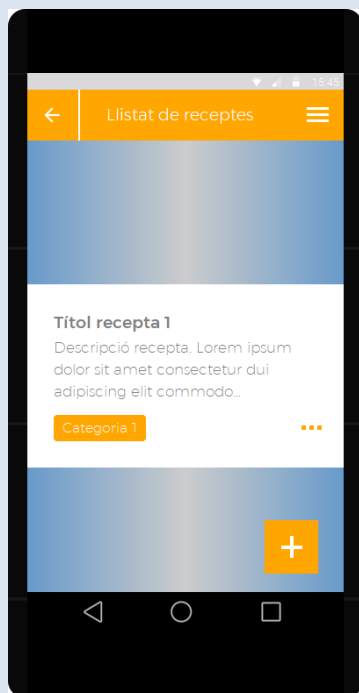 15:45
Llistat de receptes
Títol recepta 1
Descripció recepta. Lorem ipsum
dolor sit amet consectetur dui
adipiscing elit commodo...
Categoria 1